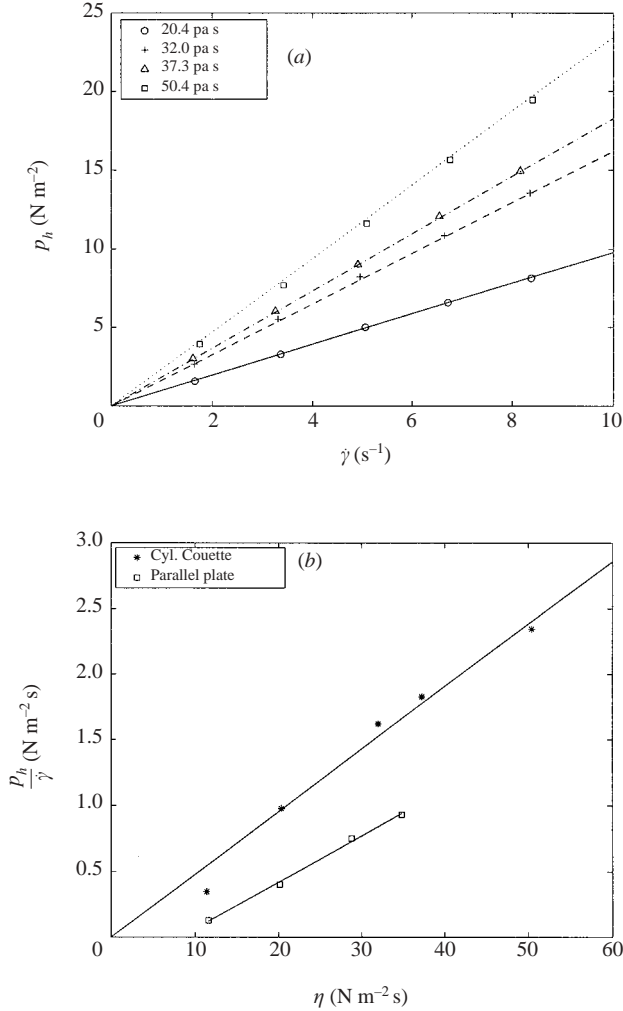 25
20
15
10
5
0
2
4
6
8
10
p_h (N m⁻²)
γ̇ (s⁻¹)
20.4 pa s
32.0 pa s
37.3 pa s
50.4 pa s
(a)
3.0
2.5
2.0
1.5
1.0
0.5
0
10
20
30
40
50
60
p_h/γ̇ (N m⁻² s)
η (N m⁻² s)
Cyl. Couette
Parallel plate
(b)